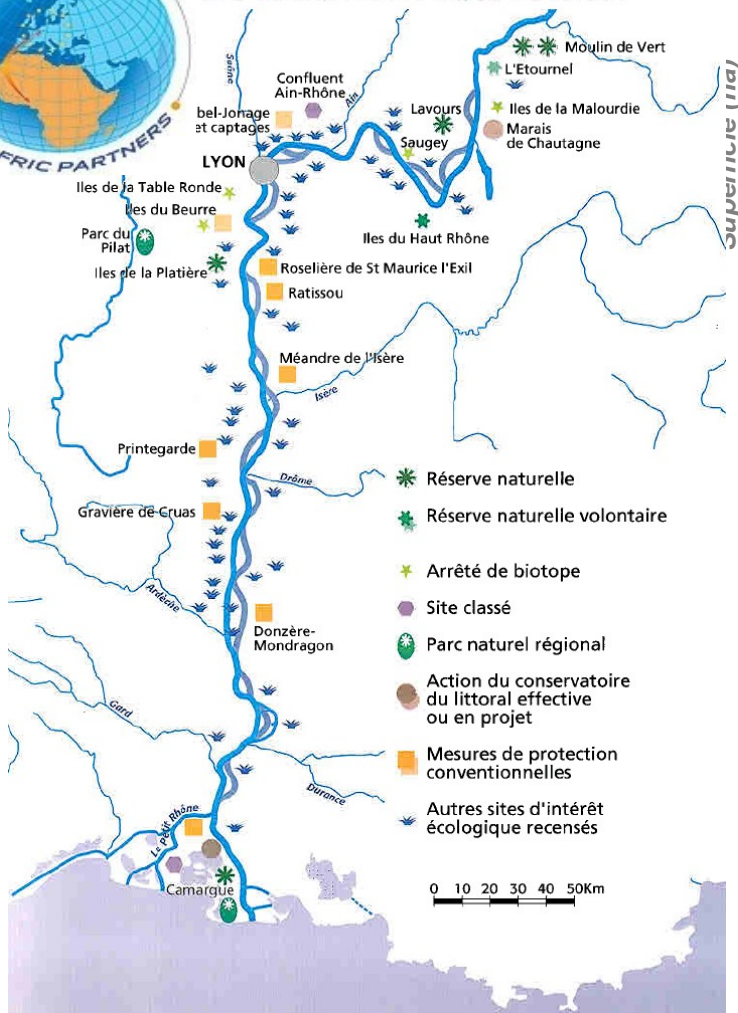 FRIC PARTNERS
Superficie (ha)
Saône
Confluent
Ain-Rhône
Ain
bel-Jonage
et captages
LYON
Lavours
Saugey
Moulin de Vert
L'Etournel
Iles de la Malourdie
Marais
de Chautagne
Iles de la Table Ronde
Iles du Beurre
Parc du
Pilat
Iles de la Platière
Iles du Haut Rhône
Roselière de St Maurice l'Exil
Ratissou
Méandre de l'Isère
Isère
Printegarde
Drôme
Gravière de Cruas
Ardèche
Donzère-
Mondragon
Gard
Durance
Le Petit Rhône
Camargue
Réserve naturelle
Réserve naturelle volontaire
Arrêté de biotope
Site classé
Parc naturel régional
Action du conservatoire
du littoral effective
ou en projet
Mesures de protection
conventionnelles
Autres sites d'intérêt
écologique recensés
0 10 20 30 40 50Km